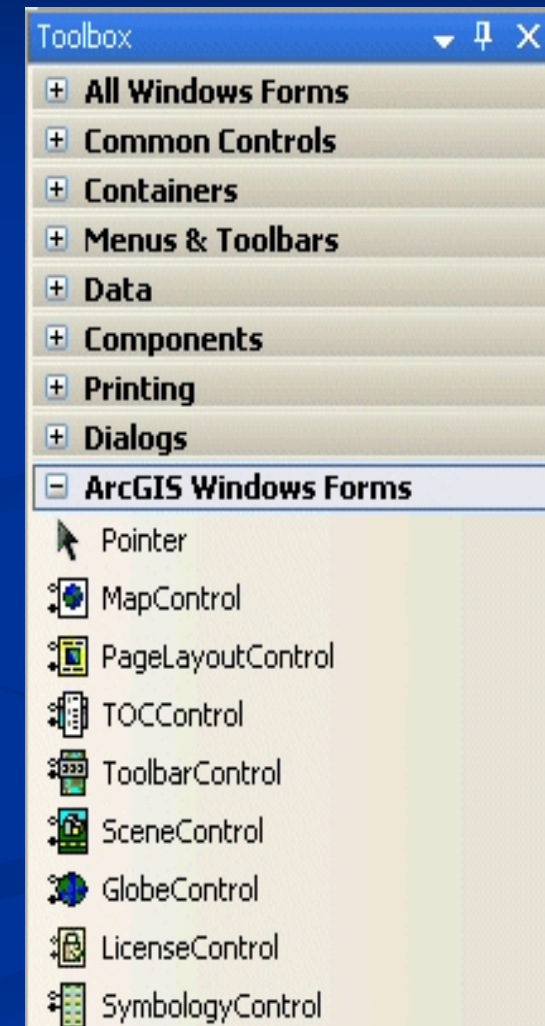 Toolbox
All Windows Forms
Common Controls
Containers
Menus & Toolbars
Data
Components
Printing
Dialogs
ArcGIS Windows Forms
Pointer
MapControl
PageLayoutControl
TOCControl
ToolbarControl
SceneControl
GlobeControl
LicenseControl
SymbologyControl